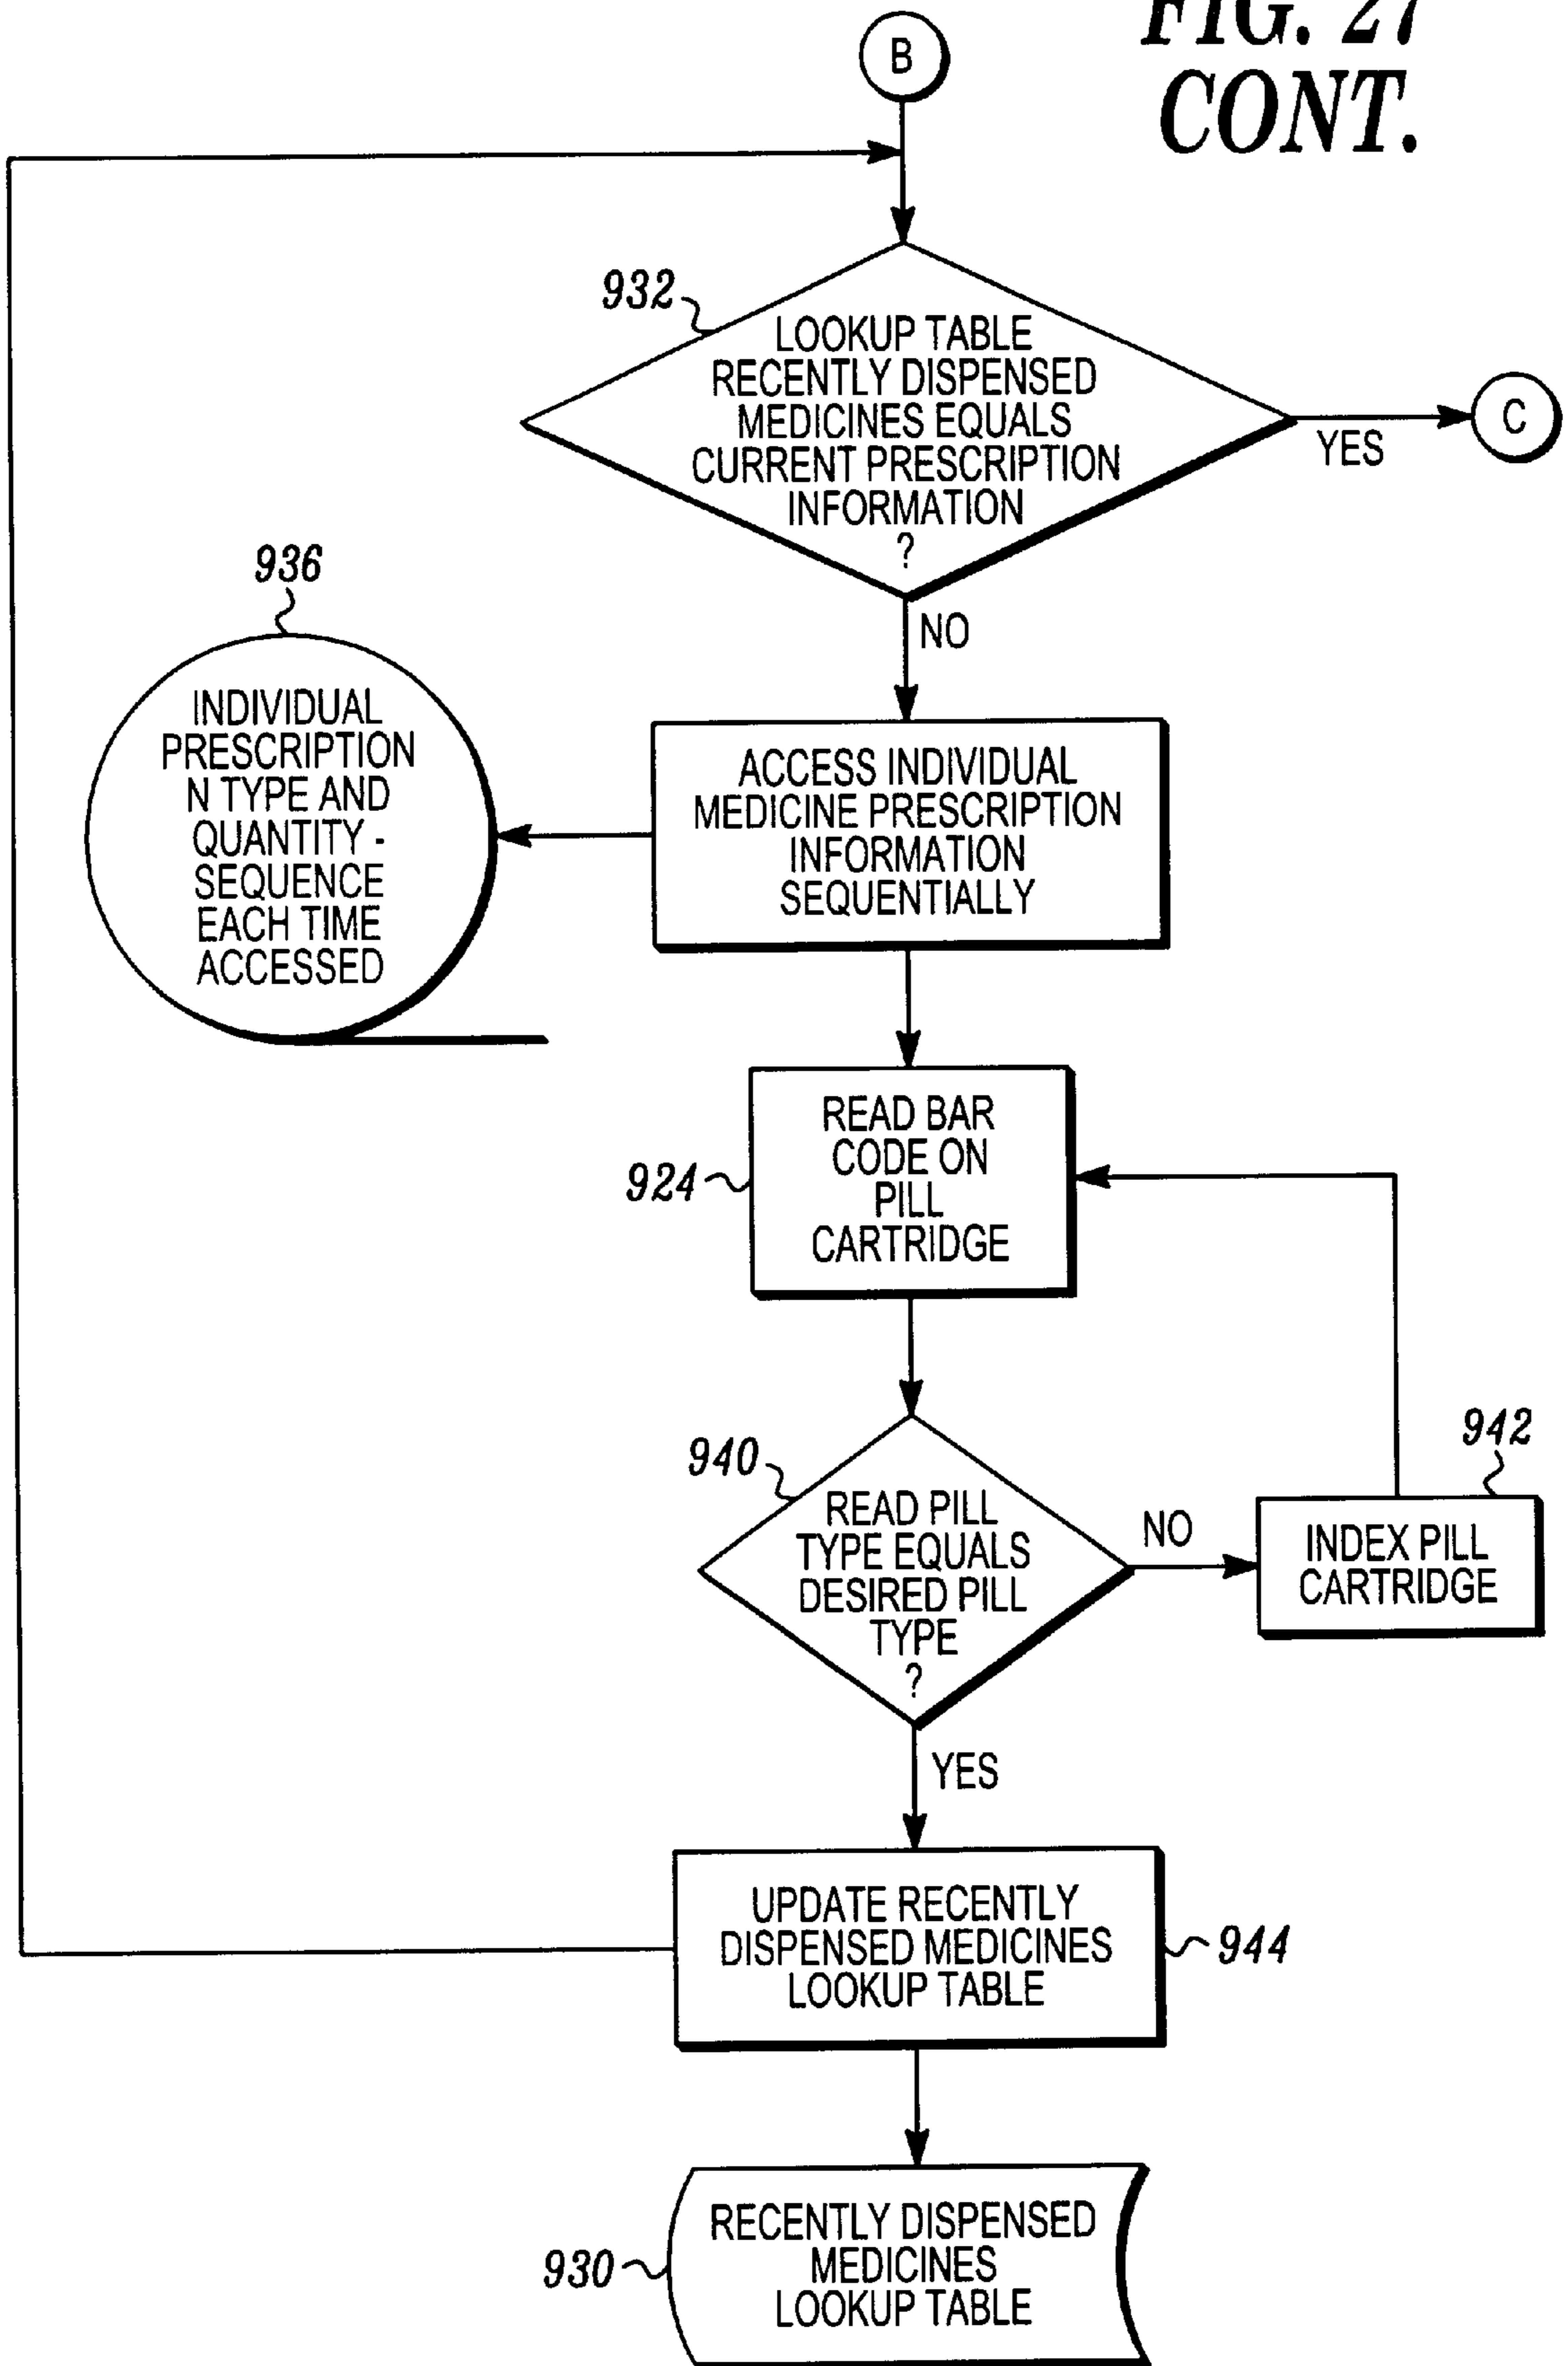 FIG. 27
CONT.
B
932
LOOKUP TABLE
RECENTLY DISPENSED
MEDICINES EQUALS
CURRENT PRESCRIPTION
INFORMATION
?
YES
C
NO
936
INDIVIDUAL
PRESCRIPTION
N TYPE AND
QUANTITY -
SEQUENCE
EACH TIME
ACCESSED
ACCESS INDIVIDUAL
MEDICINE PRESCRIPTION
INFORMATION
SEQUENTIALLY
924
READ BAR
CODE ON
PILL
CARTRIDGE
940
READ PILL
TYPE EQUALS
DESIRED PILL
TYPE
?
NO
942
INDEX PILL
CARTRIDGE
YES
UPDATE RECENTLY
DISPENSED MEDICINES
LOOKUP TABLE
944
930
RECENTLY DISPENSED
MEDICINES
LOOKUP TABLE